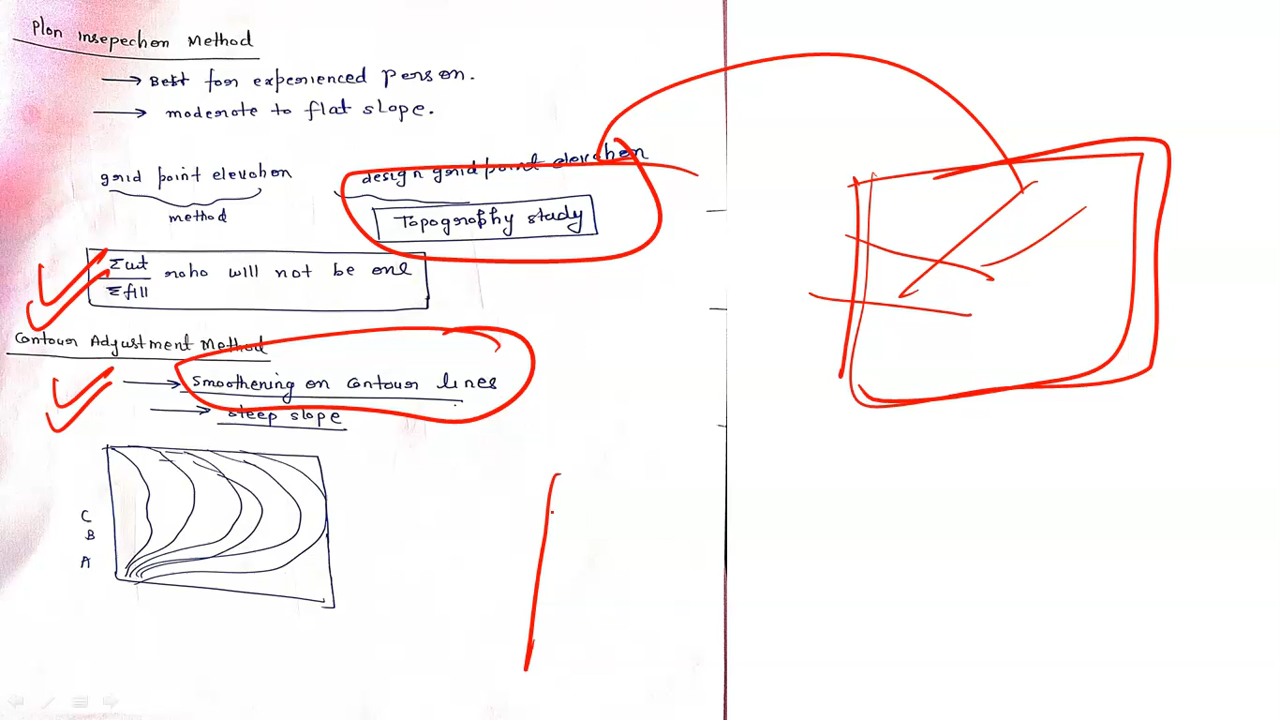 Plan Insepechon Method
→ Best for experienced person.
→ moderate to flat slope.
grid point elevation
method
design grid point elevation
Topography study
Σcut
Σfill
ratio will not be one
Contour Adjustment Method
→ Smoothening on contour lines
→ steep slope
C
B
A